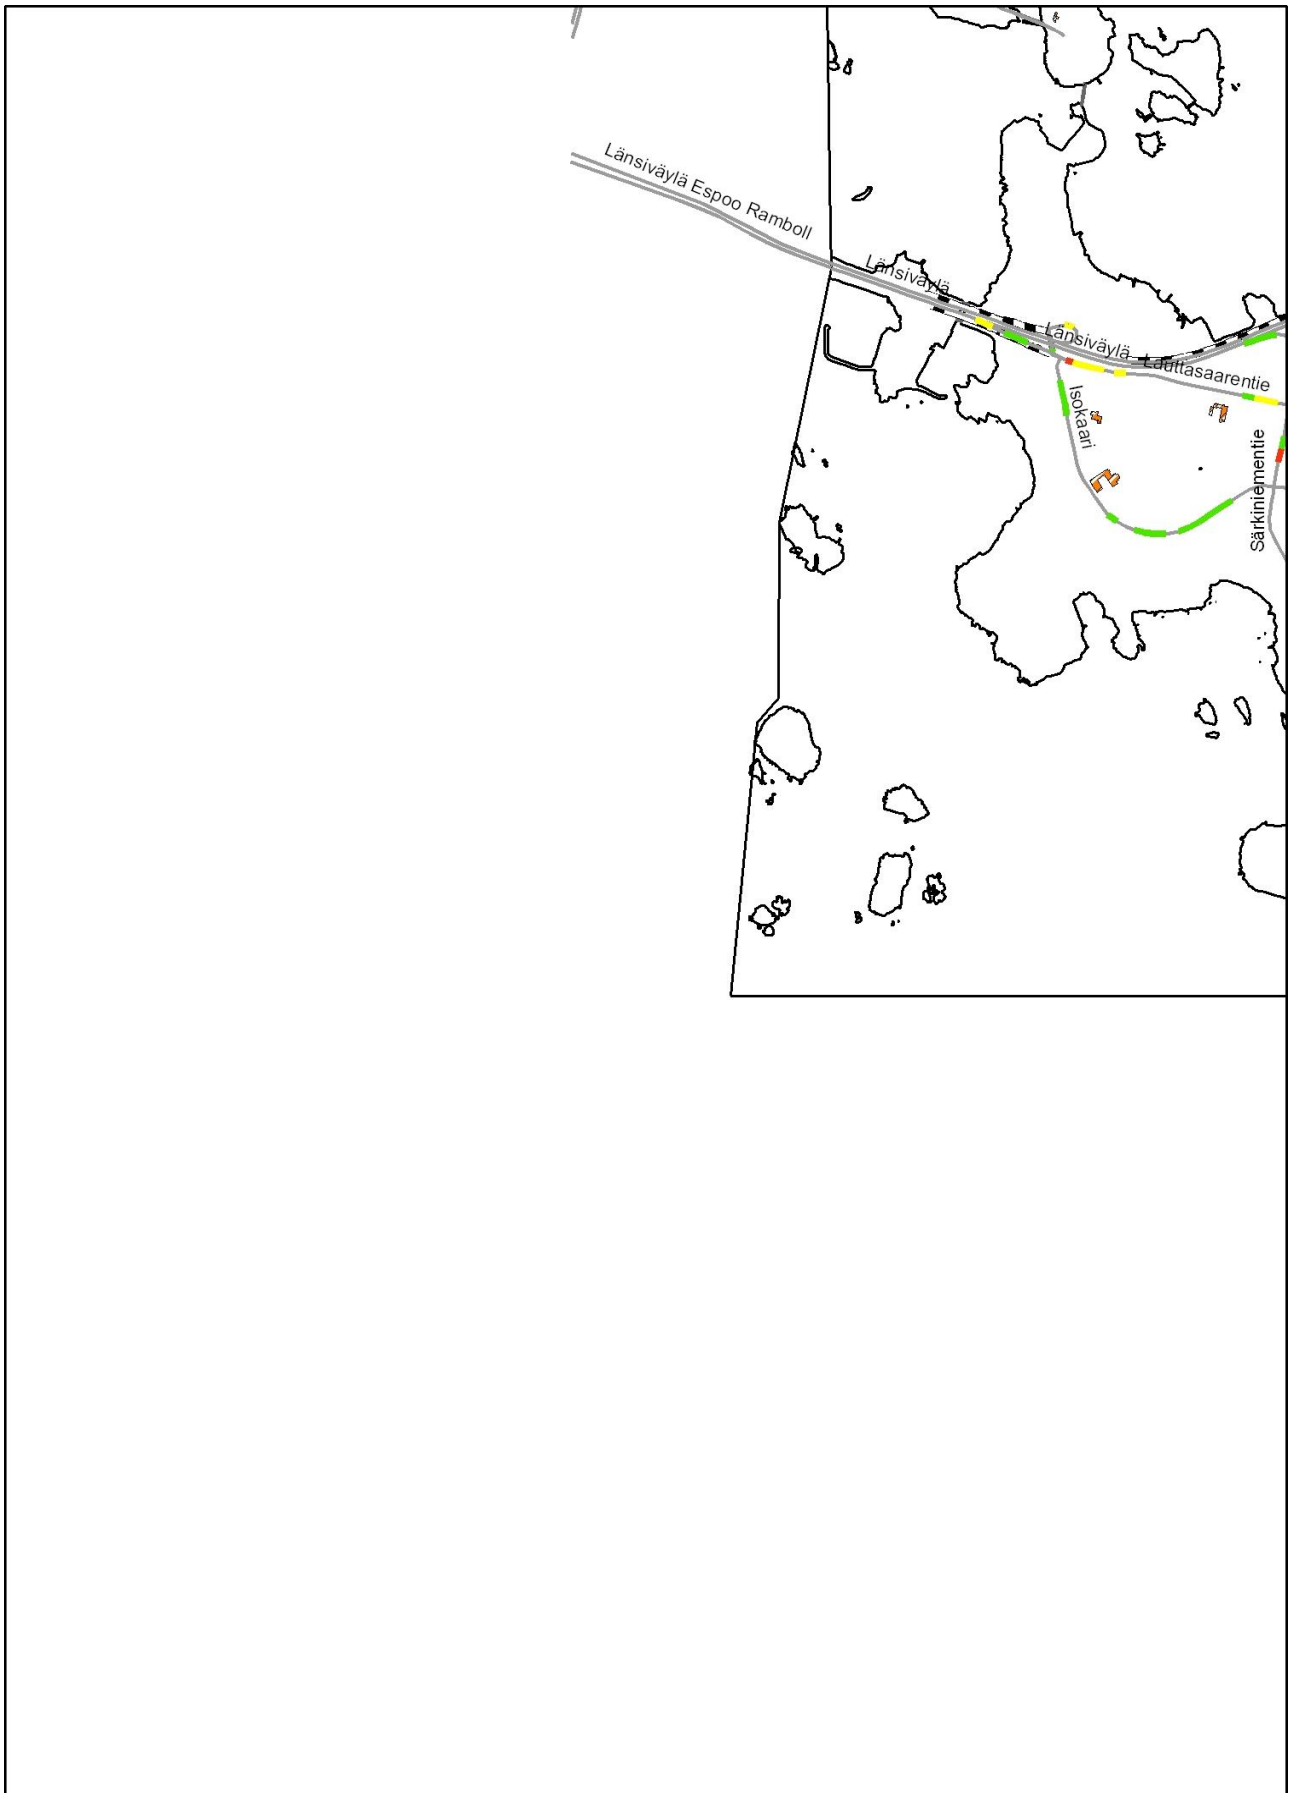 Länsiväylä Espoo Ramboll
Länsiväylä
Länsiväylä
Lauttasaarentie
Isokaari
Särkiniementie